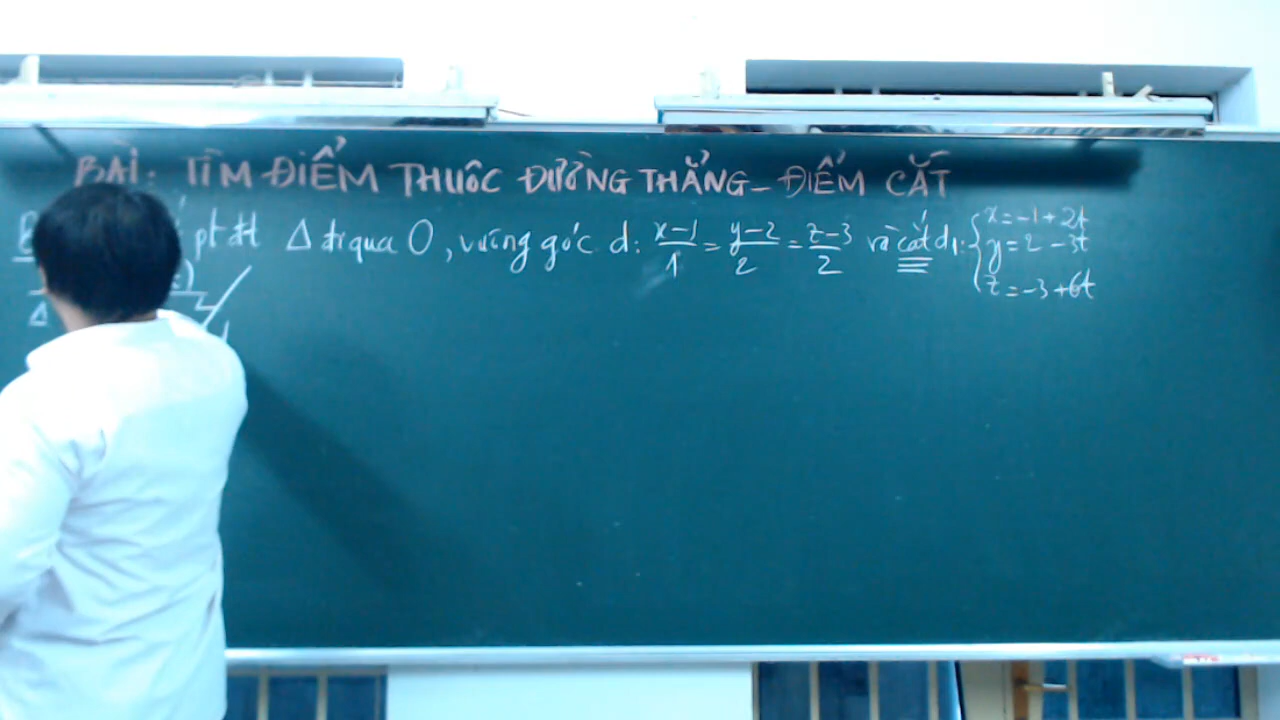 BÀI: TÌM ĐIỂM THUỘC ĐƯỜNG THẲNG - ĐIỂM CẮT
pt đt Δ đi qua O, vuông góc d: x-1/1 = y-2/2 = z-3/2 và cắt d₁: { x = -1 + 2t
y = 2 - 3t
z = -3 + 6t
Δ